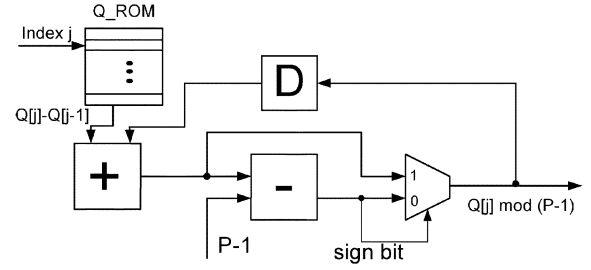 Q_ROM
Index j
D
Q[j]-Q[j-1]
+
-
1
0
Q[j] mod (P-1)
P-1
sign bit